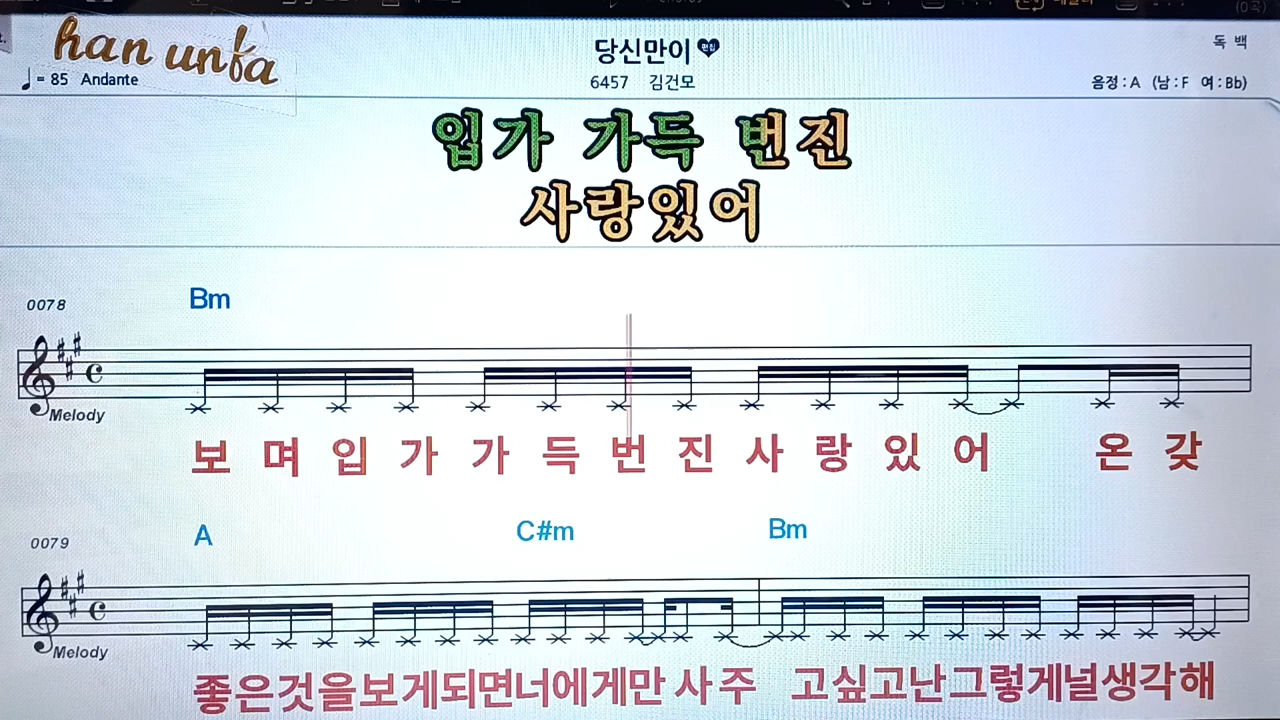 han unfa
♩= 85 Andante
당신만이 편집
6457 김건모
독 백
음정 : A (남 : F 여 : Bb)
입가 가득 번진
사랑있어
0078
Bm
Melody
보 며 입 가 가 득 번 진 사 랑 있 어 온 갖
0079
A C#m Bm
Melody
좋은것을보게되면너에게만 사 주 고싶고난그렇게널생각해